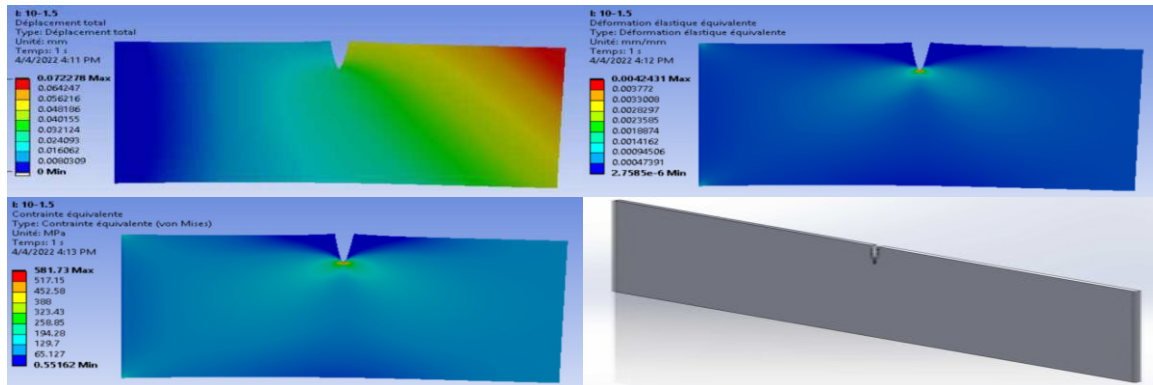 I: 10-1.5
Déplacement total
Type: Déplacement total
Unité: mm
Temps: 1 s
4/4/2022 4:11 PM
0.072278 Max
0.064247
0.056216
0.048186
0.040155
0.032124
0.024093
0.016062
0.0080309
0 Min
I: 10-1.5
Déformation élastique équivalente
Type: Déformation élastique équivalente
Unité: mm/mm
Temps: 1 s
4/4/2022 4:12 PM
0.0042431 Max
0.003772
0.0033008
0.0028297
0.0023585
0.0018874
0.0014162
0.00094506
0.00047391
2.7585e-6 Min
I: 10-1.5
Contrainte équivalente
Type: Contrainte équivalente (von Mises)
Unité: MPa
Temps: 1 s
4/4/2022 4:13 PM
581.73 Max
517.15
452.58
388
323.43
258.85
194.28
129.7
65.127
0.55162 Min